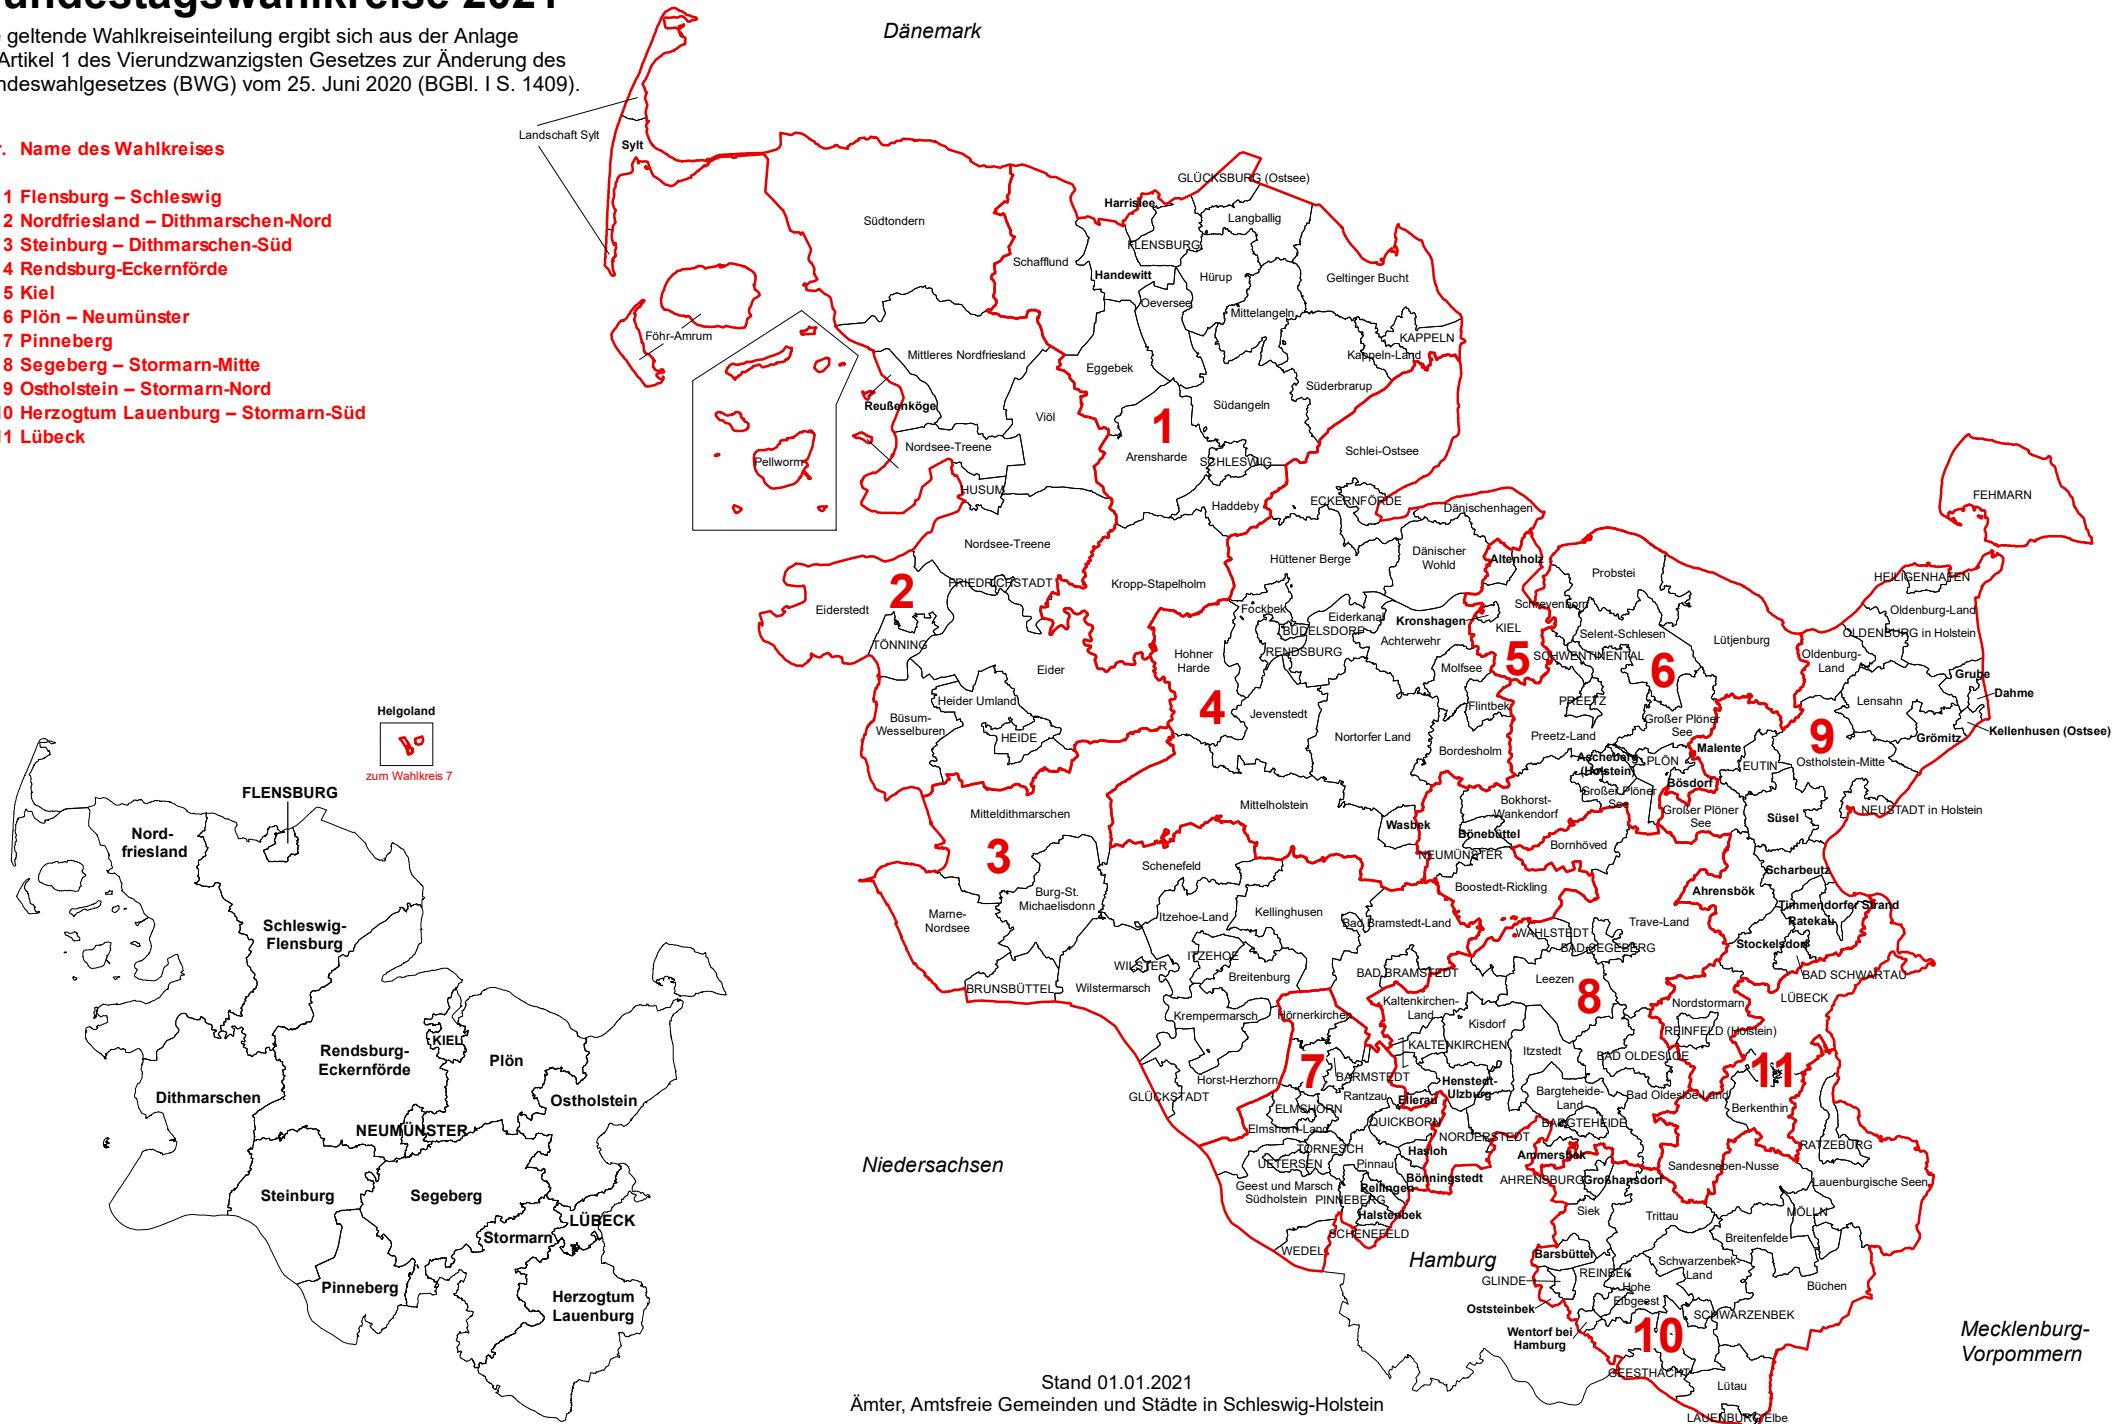 undestagswahlkreise 2021
e geltende Wahlkreiseinteilung ergibt sich aus der Anlage
Artikel 1 des Vierundzwanzigsten Gesetzes zur Änderung des
ndeswahlgesetzes (BWG) vom 25. Juni 2020 (BGBl. I S. 1409).
r. Name des Wahlkreises
1 Flensburg – Schleswig
2 Nordfriesland – Dithmarschen-Nord
3 Steinburg – Dithmarschen-Süd
4 Rendsburg-Eckernförde
5 Kiel
6 Plön – Neumünster
7 Pinneberg
8 Segeberg – Stormarn-Mitte
9 Ostholstein – Stormarn-Nord
10 Herzogtum Lauenburg – Stormarn-Süd
11 Lübeck
Dänemark
Landschaft Sylt
Sylt
Föhr-Amrum
Pellworm
Südtondern
Schafflund
Harrislee
GLÜCKSBURG (Ostsee)
FLENSBURG
Langballig
Handewitt
Hürup
Oeversee
Geltinger Bucht
Mittelangeln
KAPPELN
Kappeln-Land
Mittleres Nordfriesland
Eggebek
Süderbrarup
Reußenköge
Viöl
Südangeln
1
Nordsee-Treene
Arensharde
SCHLESWIG
Schlei-Ostsee
HUSUM
Haddeby
ECKERNFÖRDE
Dänischenhagen
FEHMARN
Nordsee-Treene
Hüttener Berge
Dänischer
Wohld
Altenholz
Probstei
HEILIGENHAFEN
2
FRIEDRICHSTADT
Kropp-Stapelholm
Eiderstedt
Fockbek
Eiderkanal
Kronshagen
Schrevenborn
Oldenburg-Land
TÖNNING
BÜDELSDORF
Achterwehr
KIEL
Selent-Schlesen
Lütjenburg
OLDENBURG in Holstein
Hohner
Harde
RENDSBURG
Molfsee
5
SCHWENTINENTAL
6
Oldenburg-
Land
Eider
Grube
Dahme
Heider Umland
4
Jevenstedt
Flintbek
PREETZ
Lensahn
Büsum-
Wesselburen
HEIDE
Nortorfer Land
Bordesholm
Preetz-Land
Großer Plöner
See
9
Grömitz
Kellenhusen (Ostsee)
Malente
EUTIN
Ostholstein-Mitte
Ascheberg
(Holstein)
PLÖN
Bösdorf
Großer Plöner
See
Mitteldithmarschen
Mittelholstein
Wasbek
Bokhorst-
Wankendorf
Bönebüttel
Großer Plöner
See
Süsel
NEUSTADT in Holstein
3
NEUMÜNSTER
Bornhöved
Schenefeld
Boostedt-Rickling
Scharbeutz
Ahrensbök
Burg-St.
Michaelisdonn
Marne-
Nordsee
Itzehoe-Land
Kellinghusen
Bad Bramstedt-Land
Trave-Land
Timmendorfer Strand
Ratekau
WAHLSTEDT
BAD SEGEBERG
Stockelsdorf
ITZEHOE
WILSTER
Breitenburg
BAD BRAMSTEDT
Leezen
8
BAD SCHWARTAU
BRUNSBÜTTEL
Wilstermarsch
Kaltenkirchen-
Land
LÜBECK
Nordstormarn
Krempermarsch
Hörnerkirchen
Kisdorf
REINFELD (Holstein)
KALTENKIRCHEN
Itzstedt
BAD OLDESLOE
7
11
Horst-Herzhorn
BARMSTEDT
Henstedt-
Ulzburg
GLÜCKSTADT
Rantzau
Ellerau
Bargteheide-
Land
Bad Oldesloe-Land
Berkenthin
ELMSHORN
Elmshorn-Land
QUICKBORN
NORDERSTEDT
BARGTEHEIDE
RATZEBURG
TORNESCH
Hasloh
Ammersbek
UETERSEN
Pinnau
Bönningstedt
Sandesneben-Nusse
Geest und Marsch
Südholstein
Rellingen
AHRENSBURG
Großhansdorf
Lauenburgische Seen
PINNEBERG
Halstenbek
Siek
Trittau
MÖLLN
SCHENEFELD
WEDEL
Barsbüttel
Breitenfelde
Hamburg
GLINDE
REINBEK
Schwarzenbek-
Land
Hohe
Elbgeest
Büchen
Oststeinbek
SCHWARZENBEK
Wentorf bei
Hamburg
10
GEESTHACHT
Lütau
LAUENBURG/Elbe
Niedersachsen
Mecklenburg-
Vorpommern
Helgoland
zum Wahlkreis 7
FLENSBURG
Nord-
friesland
Schleswig-
Flensburg
Rendsburg-
Eckernförde
KIEL
Plön
Dithmarschen
Ostholstein
NEUMÜNSTER
Steinburg
Segeberg
LÜBECK
Stormarn
Pinneberg
Herzogtum
Lauenburg
Stand 01.01.2021
Ämter, Amtsfreie Gemeinden und Städte in Schleswig-Holstein